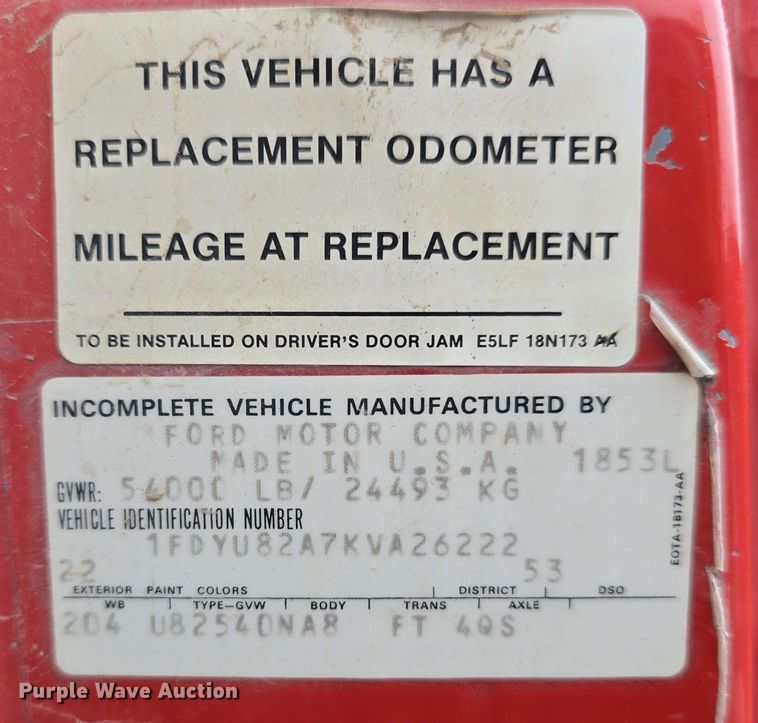 THIS VEHICLE HAS A
REPLACEMENT ODOMETER
MILEAGE AT REPLACEMENT
TO BE INSTALLED ON DRIVER'S DOOR JAM E5LF 18N173 AA
INCOMPLETE VEHICLE MANUFACTURED BY
FORD MOTOR COMPANY
MADE IN U.S.A. 1853L
GVWR: 54000 LB/ 24493 KG
VEHICLE IDENTIFICATION NUMBER
1FDYU82A7KVA26222
22 53
EXTERIOR PAINT COLORS DISTRICT DSO
WB TYPE-GVW BODY TRANS AXLE
204 U82540NA8 FT 4QS
EOTA-18173-AA
Purple Wave Auction